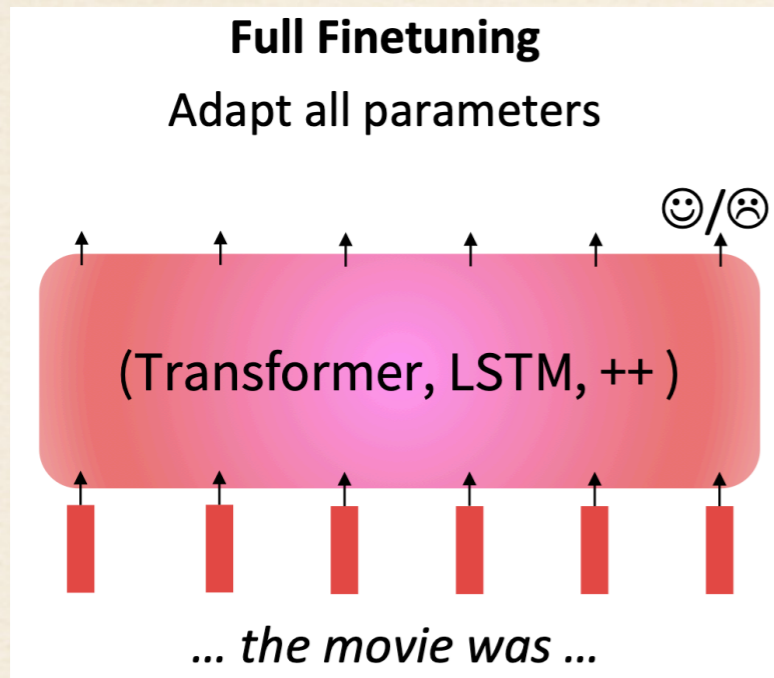 Full Finetuning
Adapt all parameters
☺/☹
(Transformer, LSTM, ++ )
… the movie was …